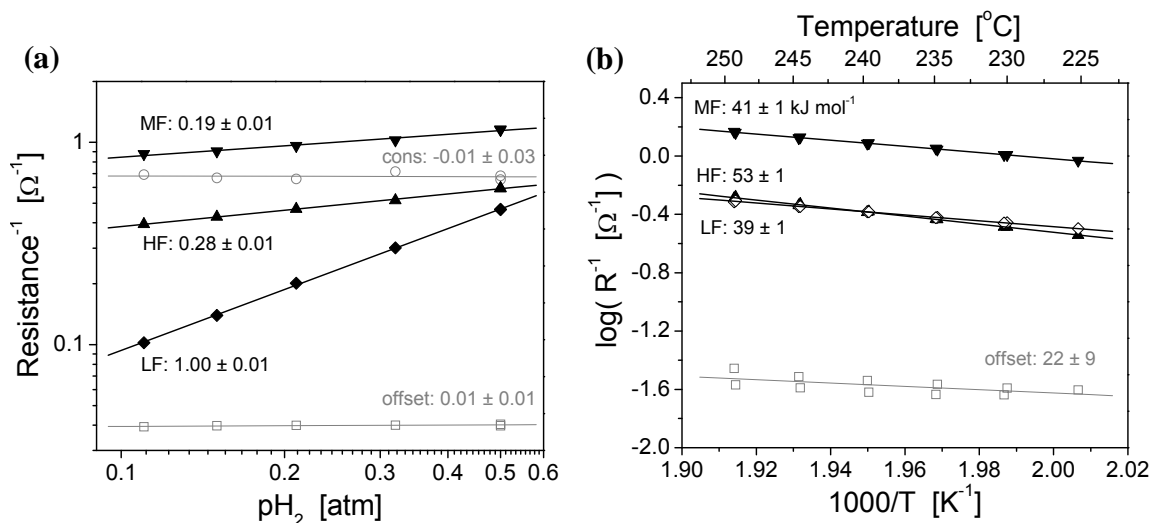 (a)
Resistance⁻¹ [Ω⁻¹]
1
0.1
MF: 0.19 ± 0.01
cons: -0.01 ± 0.03
HF: 0.28 ± 0.01
LF: 1.00 ± 0.01
offset: 0.01 ± 0.01
0.1 0.2 0.3 0.4 0.5 0.6
pH₂ [atm]
(b)
Temperature [°C]
250 245 240 235 230 225
log( R⁻¹ [Ω⁻¹] )
0.4
0.0
-0.4
-0.8
-1.2
-1.6
-2.0
MF: 41 ± 1 kJ mol⁻¹
HF: 53 ± 1
LF: 39 ± 1
offset: 22 ± 9
1.90 1.92 1.94 1.96 1.98 2.00 2.02
1000/T [K⁻¹]